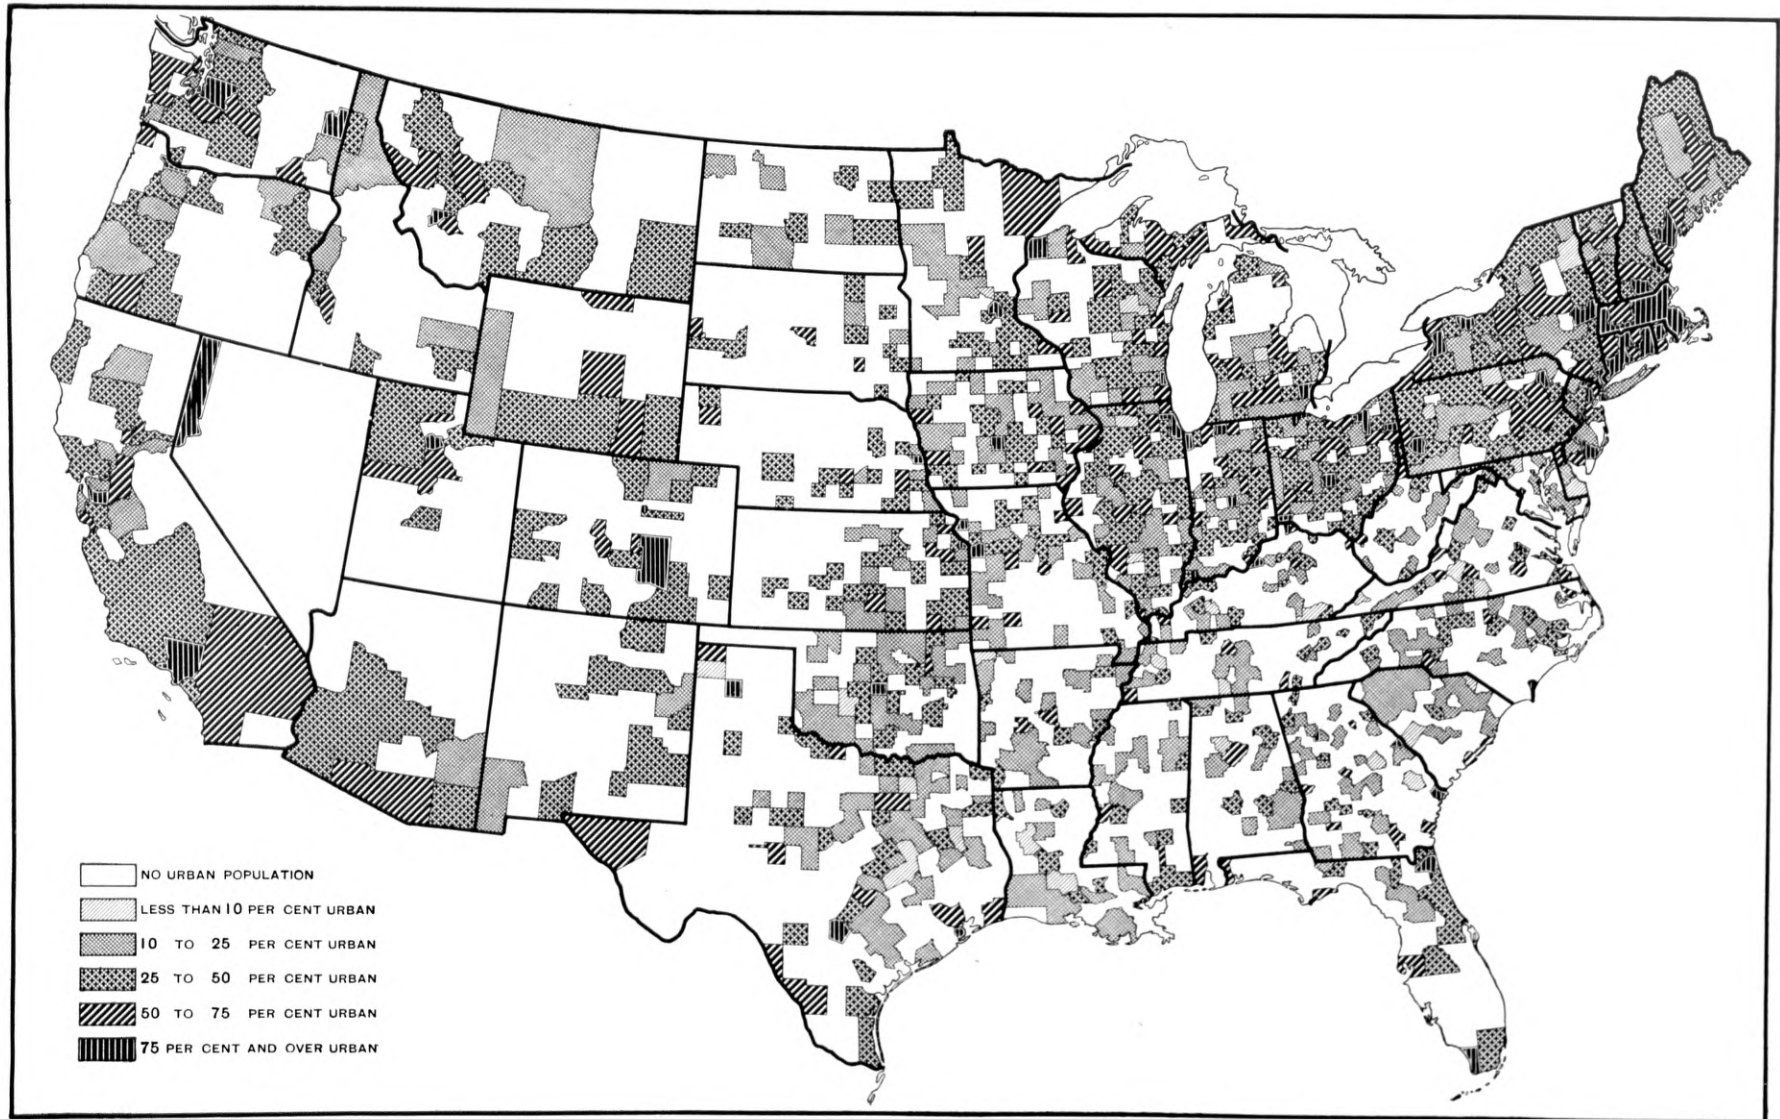 NO URBAN POPULATION
LESS THAN 10 PER CENT URBAN
10 TO 25 PER CENT URBAN
25 TO 50 PER CENT URBAN
50 TO 75 PER CENT URBAN
75 PER CENT AND OVER URBAN